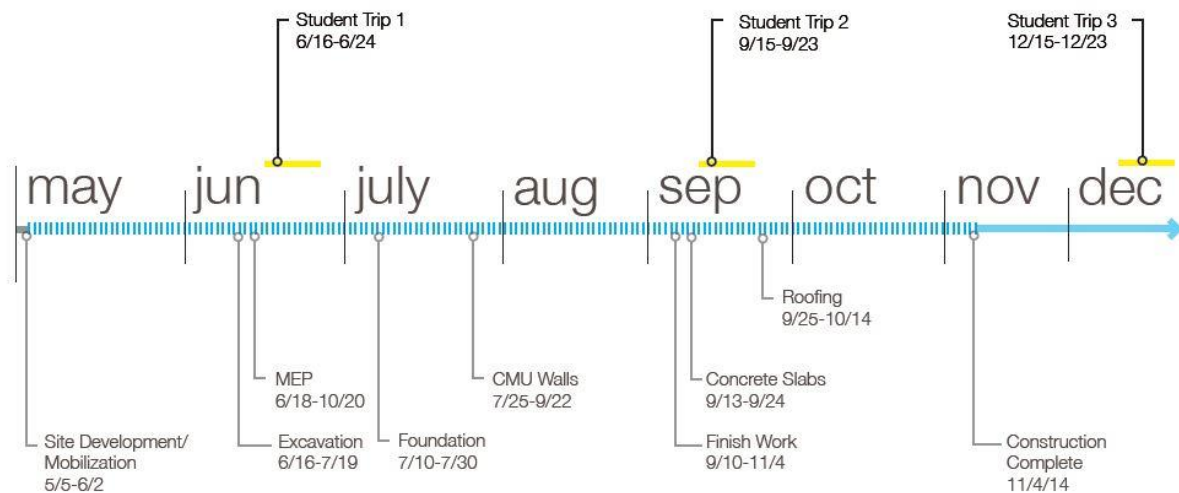 Student Trip 1
6/16-6/24
Student Trip 2
9/15-9/23
Student Trip 3
12/15-12/23
may
jun
july
aug
sep
oct
nov
dec
Roofing
9/25-10/14
MEP
6/18-10/20
CMU Walls
7/25-9/22
Concrete Slabs
9/13-9/24
Site Development/
Mobilization
5/5-6/2
Excavation
6/16-7/19
Foundation
7/10-7/30
Finish Work
9/10-11/4
Construction
Complete
11/4/14